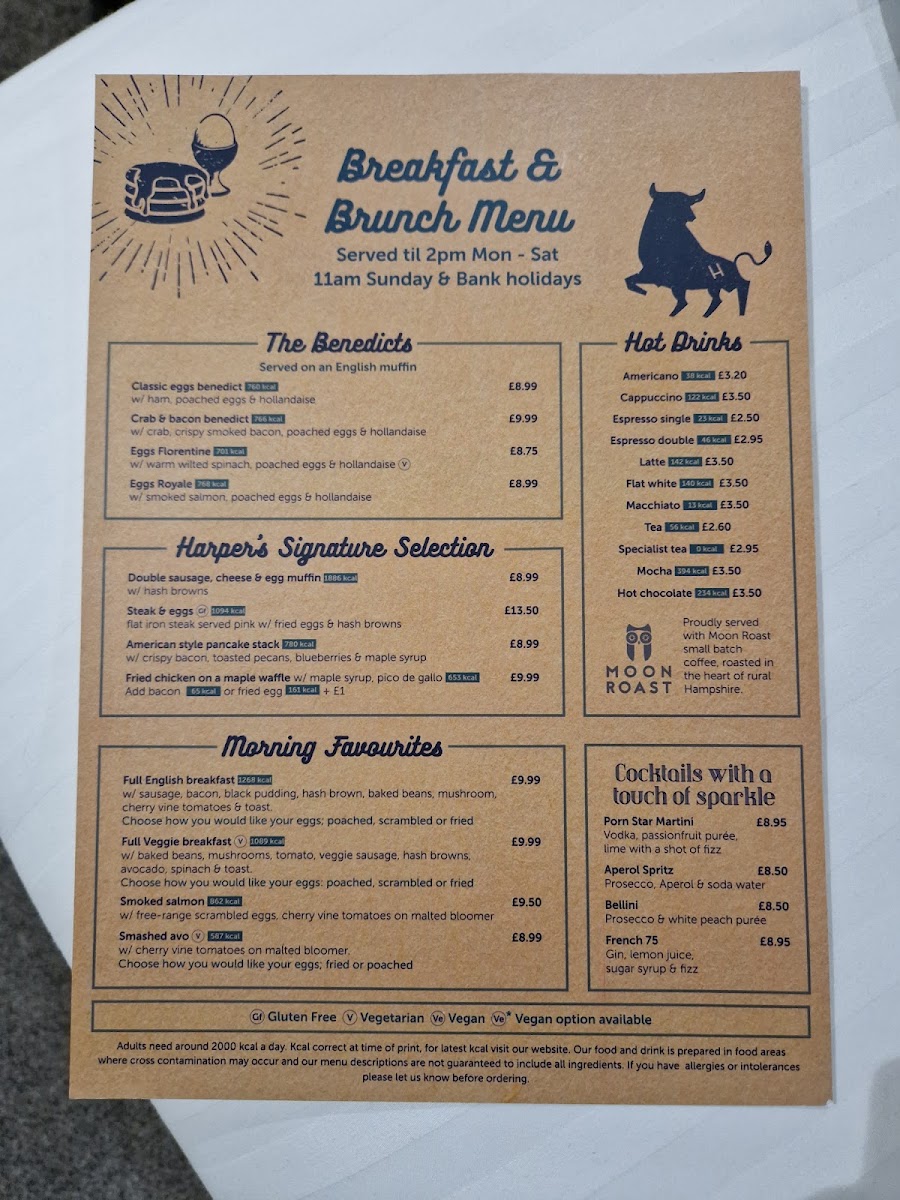 Breakfast &
Brunch Menu
Served til 2pm Mon - Sat
11am Sunday & Bank holidays
H
The Benedicts
Served on an English muffin
Classic eggs benedict 760 kcal £8.99
w/ ham, poached eggs & hollandaise
Crab & bacon benedict 766 kcal £9.99
w/ crab, crispy smoked bacon, poached eggs & hollandaise
Eggs Florentine 701 kcal £8.75
w/ warm wilted spinach, poached eggs & hollandaise V
Eggs Royale 768 kcal £8.99
w/ smoked salmon, poached eggs & hollandaise
Harper's Signature Selection
Double sausage, cheese & egg muffin 1886 kcal £8.99
w/ hash browns
Steak & eggs Gf 1094 kcal £13.50
flat iron steak served pink w/ fried eggs & hash browns
American style pancake stack 780 kcal £8.99
w/ crispy bacon, toasted pecans, blueberries & maple syrup
Fried chicken on a maple waffle w/ maple syrup, pico de gallo 653 kcal £9.99
Add bacon 65 kcal or fried egg 161 kcal + £1
Morning Favourites
Full English breakfast 1268 kcal £9.99
w/ sausage, bacon, black pudding, hash brown, baked beans, mushroom,
cherry vine tomatoes & toast.
Choose how you would like your eggs; poached, scrambled or fried
Full Veggie breakfast V 1089 kcal £9.99
w/ baked beans, mushrooms, tomato, veggie sausage, hash browns,
avocado, spinach & toast.
Choose how you would like your eggs: poached, scrambled or fried
Smoked salmon 862 kcal £9.50
w/ free-range scrambled eggs, cherry vine tomatoes on malted bloomer
Smashed avo V 587 kcal £8.99
w/ cherry vine tomatoes on malted bloomer,
Choose how you would like your eggs; fried or poached
Hot Drinks
Americano 38 kcal £3.20
Cappuccino 122 kcal £3.50
Espresso single 23 kcal £2.50
Espresso double 46 kcal £2.95
Latte 142 kcal £3.50
Flat white 140 kcal £3.50
Macchiato 13 kcal £3.50
Tea 56 kcal £2.60
Specialist tea 0 kcal £2.95
Mocha 394 kcal £3.50
Hot chocolate 234 kcal £3.50
MOON
ROAST
Proudly served
with Moon Roast
small batch
coffee, roasted in
the heart of rural
Hampshire.
Cocktails with a
touch of sparkle
Porn Star Martini £8.95
Vodka, passionfruit purée,
lime with a shot of fizz
Aperol Spritz £8.50
Prosecco, Aperol & soda water
Bellini £8.50
Prosecco & white peach purée
French 75 £8.95
Gin, lemon juice,
sugar syrup & fizz
Gf Gluten Free V Vegetarian Ve Vegan Ve* Vegan option available
Adults need around 2000 kcal a day. Kcal correct at time of print, for latest kcal visit our website. Our food and drink is prepared in food areas
where cross contamination may occur and our menu descriptions are not guaranteed to include all ingredients. If you have allergies or intolerances
please let us know before ordering.